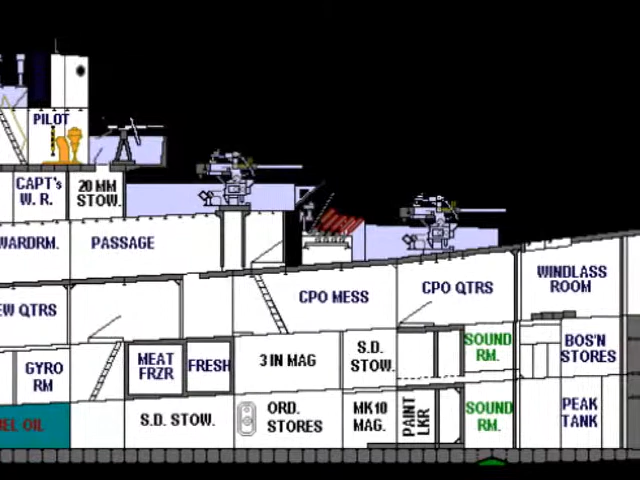 PILOT
CAPT's
W. R.
20 MM
STOW.
WARDRM.
PASSAGE
EW QTRS
CPO MESS
CPO QTRS
WINDLASS
ROOM
GYRO
RM
MEAT
FRZR
FRESH
3 IN MAG
S.D.
STOW.
SOUND
RM.
BOS'N
STORES
EL OIL
S.D. STOW.
ORD.
STORES
MK10
MAG.
PAINT
LKR
SOUND
RM.
PEAK
TANK